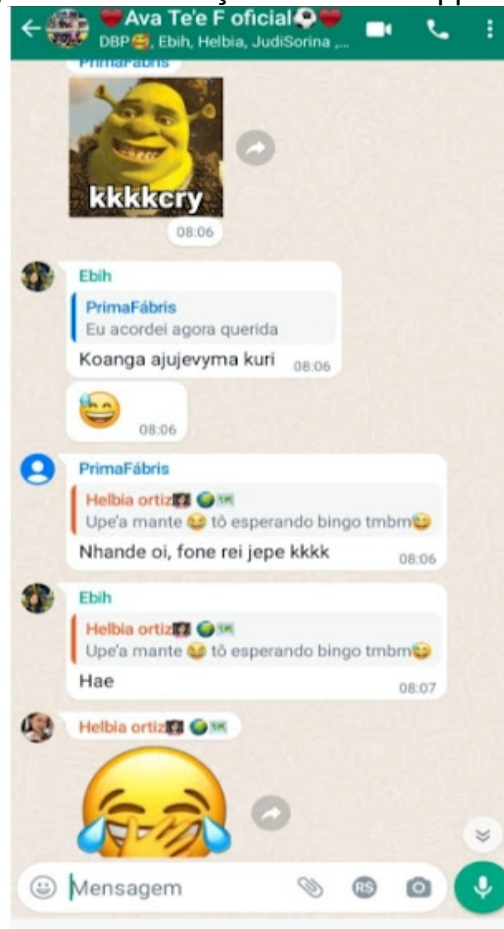 ❤️Ava Te'e F oficial⚽❤️
DBP🥰, Ebih, Helbia, JudiSorina ,...
PrimaFábris
kkkkcry
08:06
Ebih
PrimaFábris
Eu acordei agora querida
Koanga ajujevyma kuri 08:06
😅 08:06
PrimaFábris
Helbia ortiz👩🏻‍🦱 🌍🗺️
Upe'a mante 😂 tô esperando bingo tmbm😂
Nhande oi, fone rei jepe kkkk 08:06
Ebih
Helbia ortiz👩🏻‍🦱 🌍🗺️
Upe'a mante 😂 tô esperando bingo tmbm😂
Hae 08:07
Helbia ortiz👩🏻‍🦱 🌍🗺️
Mensagem R$